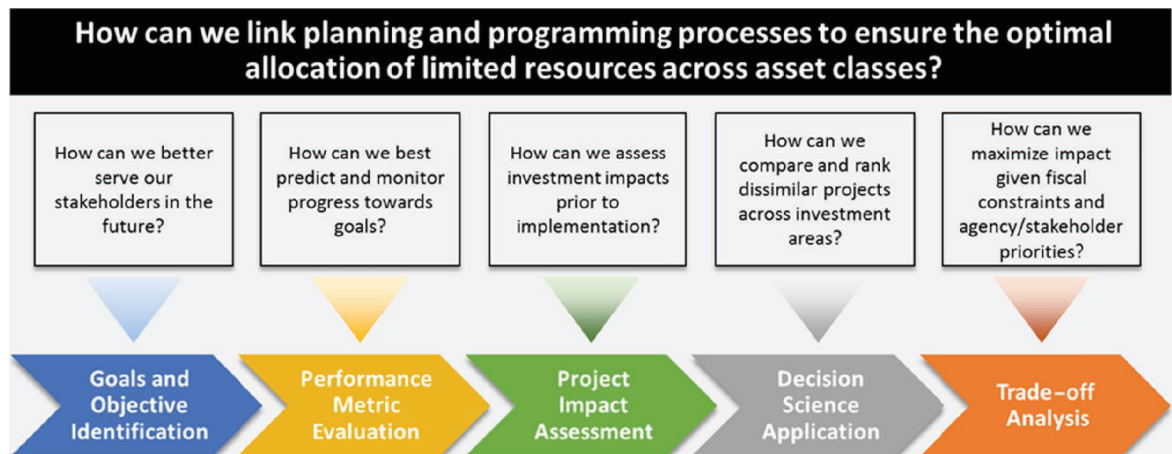 How can we link planning and programming processes to ensure the optimal
allocation of limited resources across asset classes?
How can we better
serve our
stakeholders in the
future?
How can we best
predict and monitor
progress towards
goals?
How can we assess
investment impacts
prior to
implementation?
How can we
compare and rank
dissimilar projects
across investment
areas?
How can we
maximize impact
given fiscal
constraints and
agency/stakeholder
priorities?
Goals and
Objective
Identification
Performance
Metric
Evaluation
Project
Impact
Assessment
Decision
Science
Application
Trade-off
Analysis